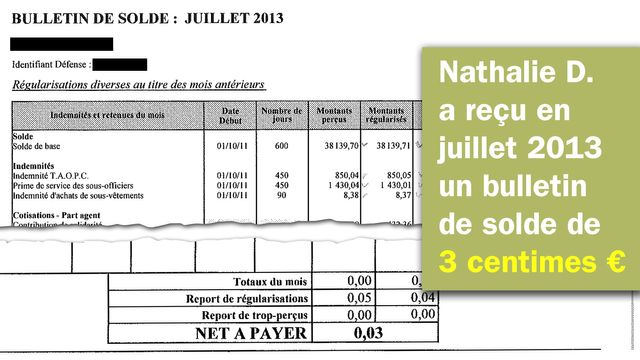 BULLETIN DE SOLDE : JUILLET 2013
Identifiant Défense :
Régularisations diverses au titre des mois antérieurs
Indemnités et retenues du mois Date Début Nombre de jours Montants perçus Montants régularisés
Solde
Solde de base 01/10/11 600 38 139,70 38 139,71
Indemnités
Indemnité T.A.O.P.C. 01/10/11 450 850,04 850,05
Prime de service des sous-officiers 01/10/11 450 1 430,04 1 430,01
Indemnité d'achats de sous-vêtements 01/10/11 90 8,38 8,37
Cotisations - Part agent
Totaux du mois 0,00
Report de régularisations 0,05 0,04
Report de trop-perçus 0,00 0,00
NET A PAYER 0,03
Nathalie D.
a reçu en
juillet 2013
un bulletin
de solde de
3 centimes €